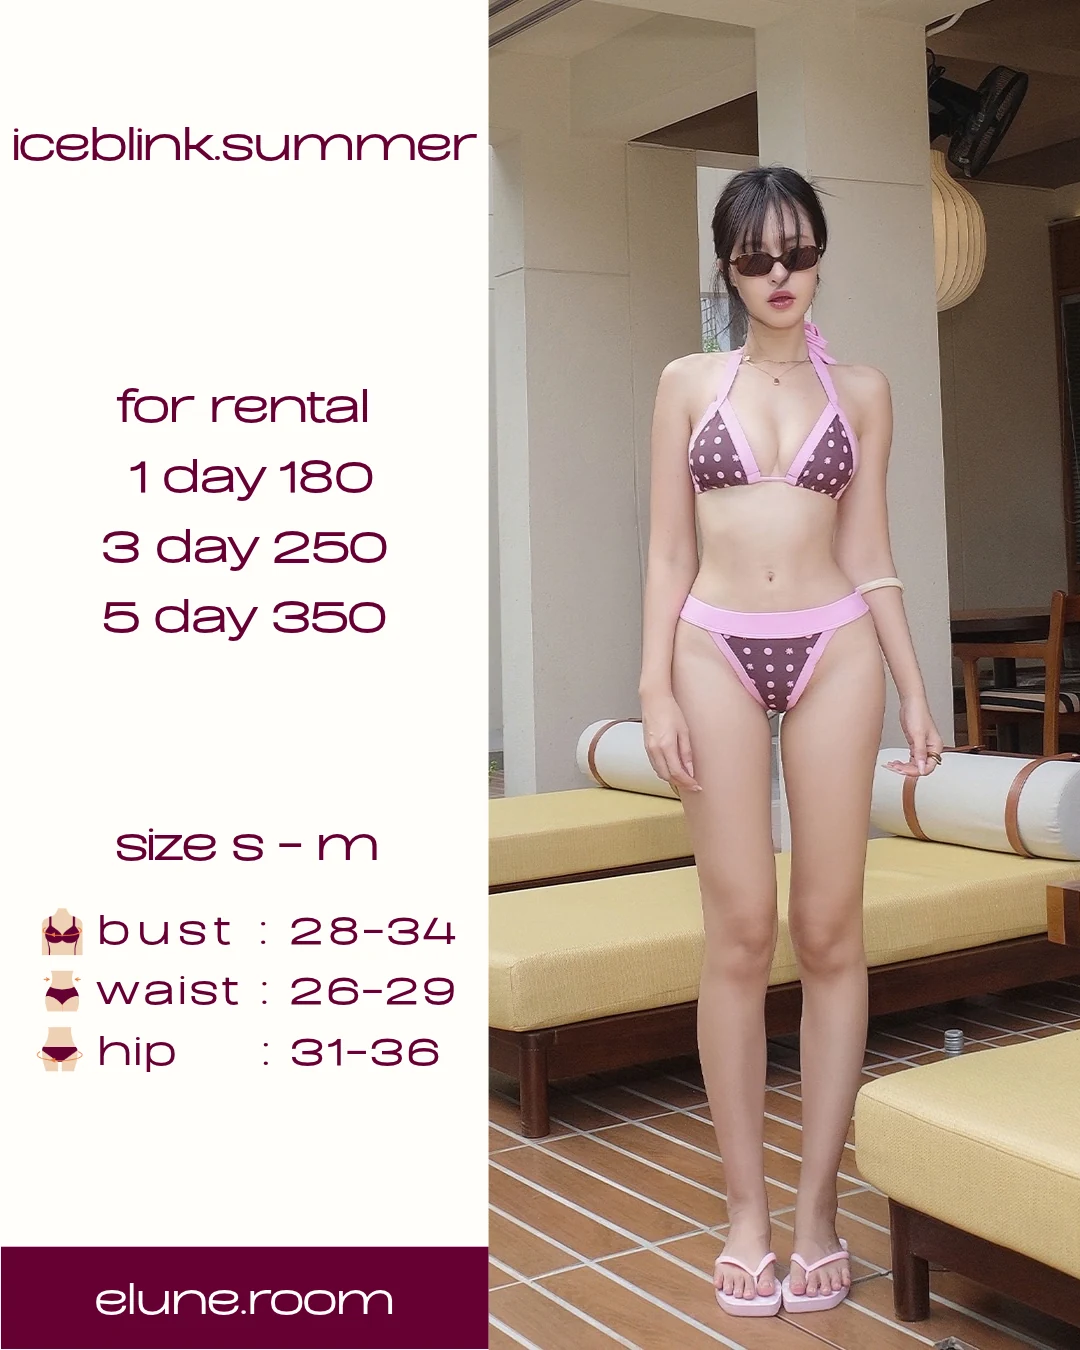 iceblink.summer
for rental
1 day 180
3 day 250
5 day 350
size s - m
bust : 28-34
waist : 26-29
hip : 31-36
elune.room